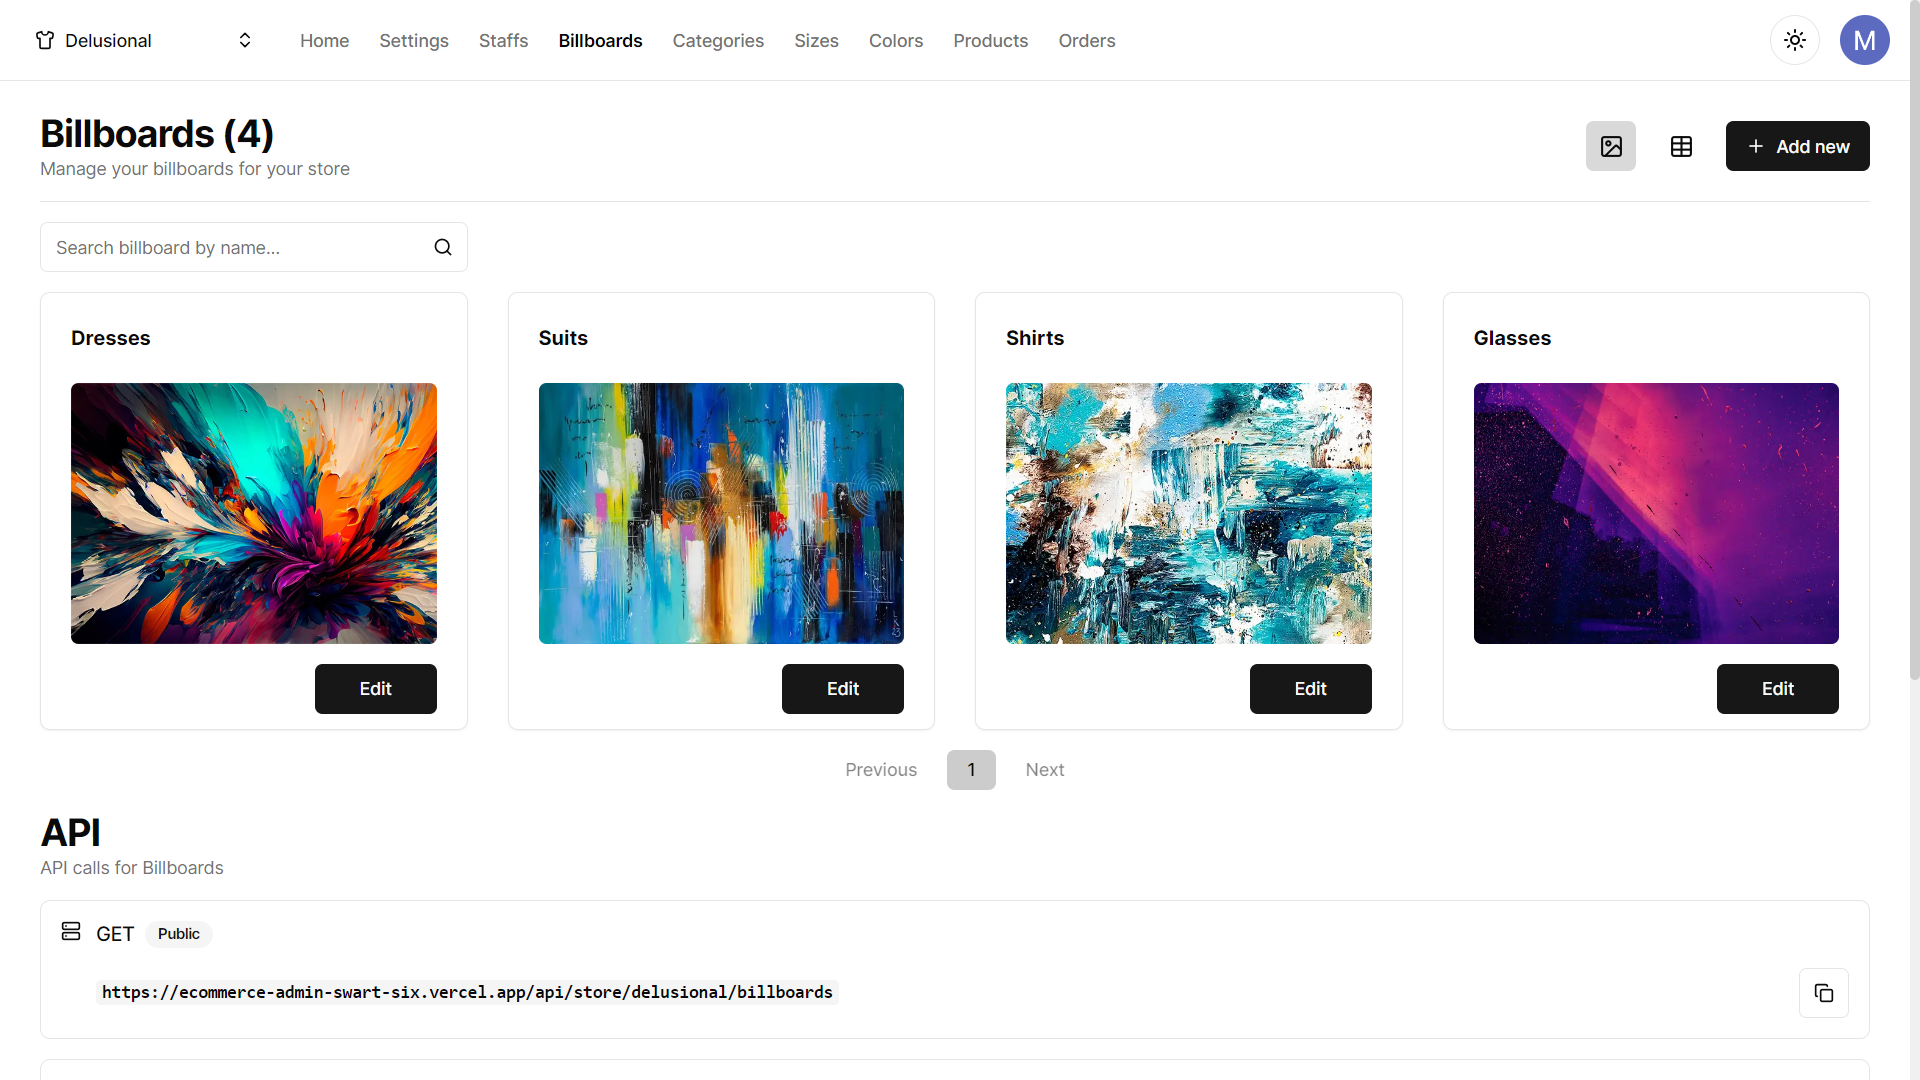 Delusional
Home Settings Staffs Billboards Categories Sizes Colors Products Orders
M
Billboards (4)
Manage your billboards for your store
Add new
Search billboard by name...
Dresses
Edit
Suits
Edit
Shirts
Edit
Glasses
Edit
Previous 1 Next
API
API calls for Billboards
GET Public
https://ecommerce-admin-swart-six.vercel.app/api/store/delusional/billboards